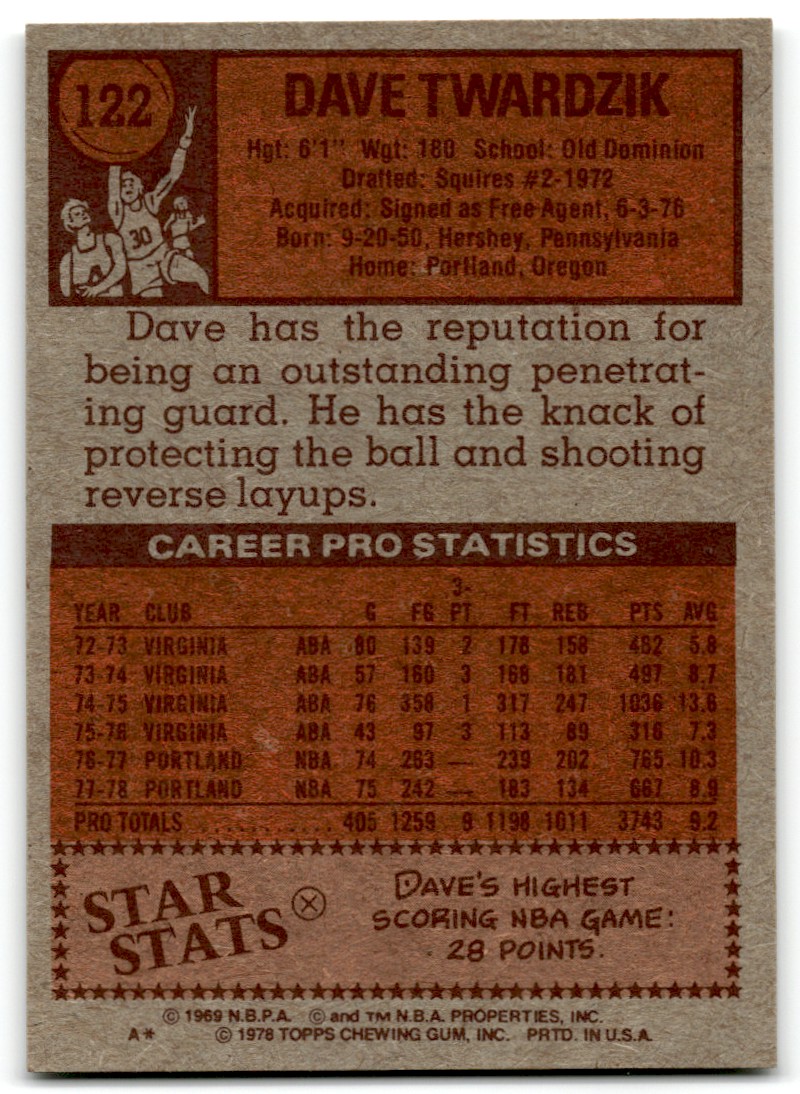 122
30
DAVE TWARDZIK
Hgt: 6'1" Wgt: 180 School: Old Dominion
Drafted: Squires #2-1972
Acquired: Signed as Free Agent, 6-3-76
Born: 9-20-50, Hershey, Pennsylvania
Home: Portland, Oregon
Dave has the reputation for
being an outstanding penetrat-
ing guard. He has the knack of
protecting the ball and shooting
reverse layups.
CAREER PRO STATISTICS
YEAR CLUB G FG 3-PT FT REB PTS AVG
72-73 VIRGINIA ABA 80 139 2 178 158 462 5.8
73-74 VIRGINIA ABA 57 160 3 168 181 497 8.7
74-75 VIRGINIA ABA 76 358 1 317 247 1036 13.6
75-76 VIRGINIA ABA 43 97 3 113 89 316 7.3
76-77 PORTLAND NBA 74 263 — 239 202 765 10.3
77-78 PORTLAND NBA 75 242 — 183 134 667 8.9
PRO TOTALS ........... 405 1259 9 1198 1011 3743 9.2
STAR
STATS
DAVE'S HIGHEST
SCORING NBA GAME:
28 POINTS.
© 1969 N.B.P.A. © and TM N.B.A. PROPERTIES, INC.
A* © 1978 TOPPS CHEWING GUM, INC. PRTD. IN U.S.A.